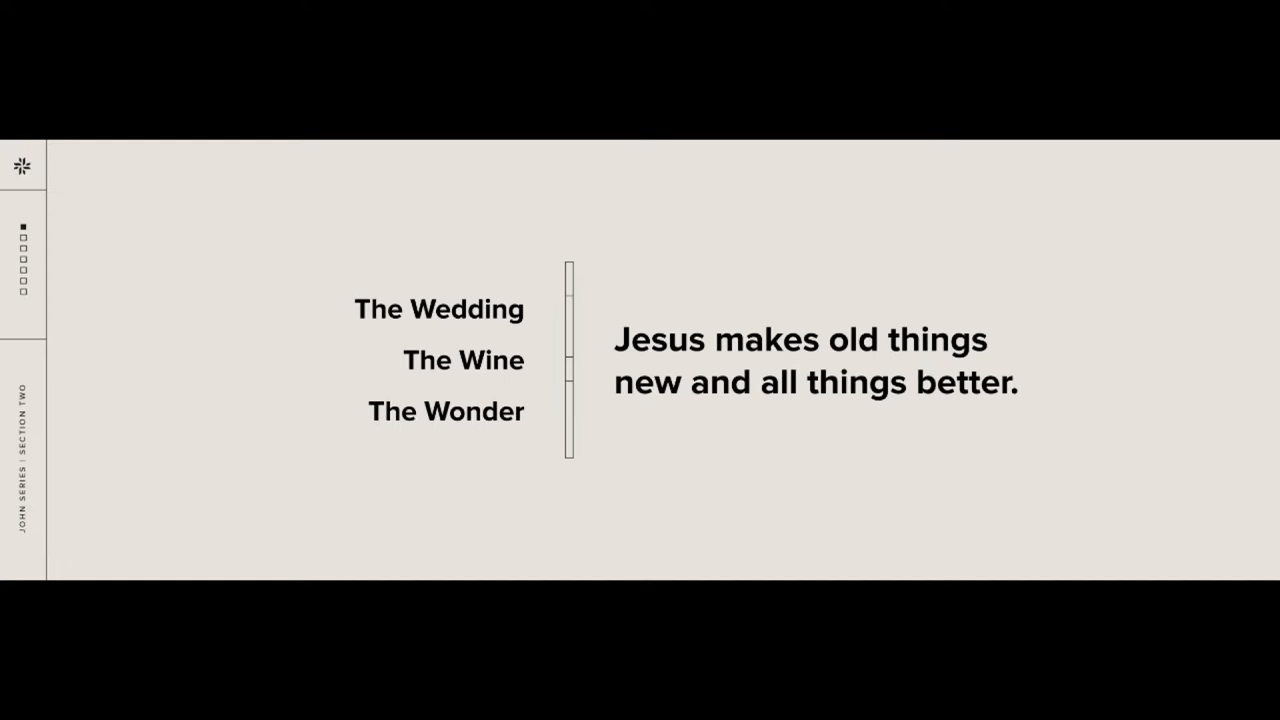 The Wedding
The Wine
The Wonder
Jesus makes old things
new and all things better.
JOHN SERIES | SECTION TWO